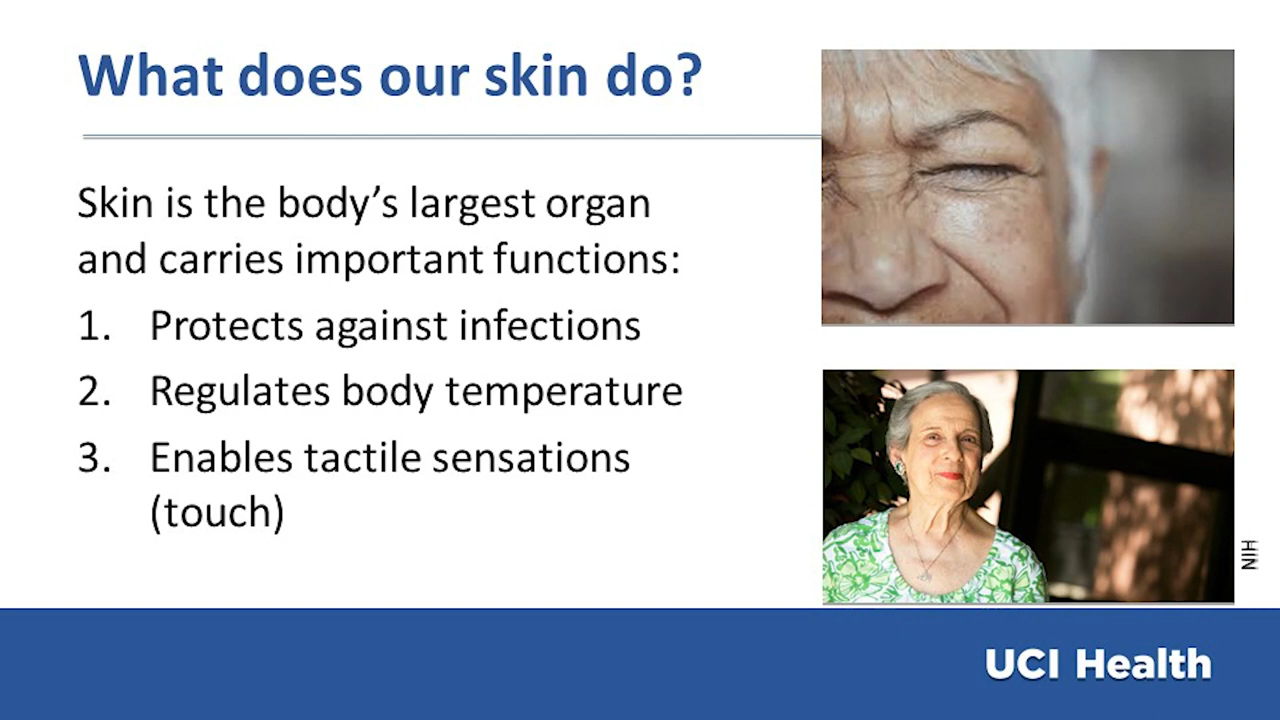 What does our skin do?
Skin is the body’s largest organ
and carries important functions:
1. Protects against infections
2. Regulates body temperature
3. Enables tactile sensations
(touch)
NIH
UCI Health